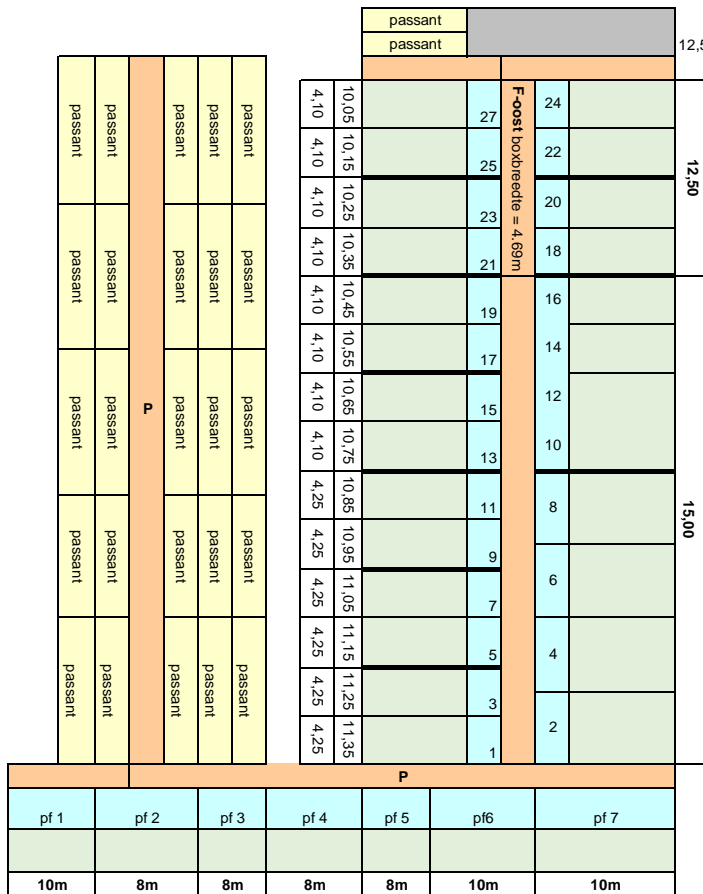 passant
passant
12,5
passant passant passant passant passant
passant passant passant passant passant
passant passant passant passant passant
passant passant passant passant passant
passant passant passant passant passant
P
4,10 10,05 27 24
4,10 10,15 25 22
4,10 10,25 23 20
4,10 10,35 21 18
4,10 10,45 19 16
4,10 10,55 17 14
4,10 10,65 15 12
4,10 10,75 13 10
4,25 10,85 11 8
4,25 10,95 9
4,25 11,05 7 6
4,25 11,15 5 4
4,25 11,25 3
4,25 11,35 1 2
F-oost boxbreedte = 4.69m
12,50
15,00
P
pf 1 pf 2 pf 3 pf 4 pf 5 pf6 pf 7
10m 8m 8m 8m 8m 10m 10m